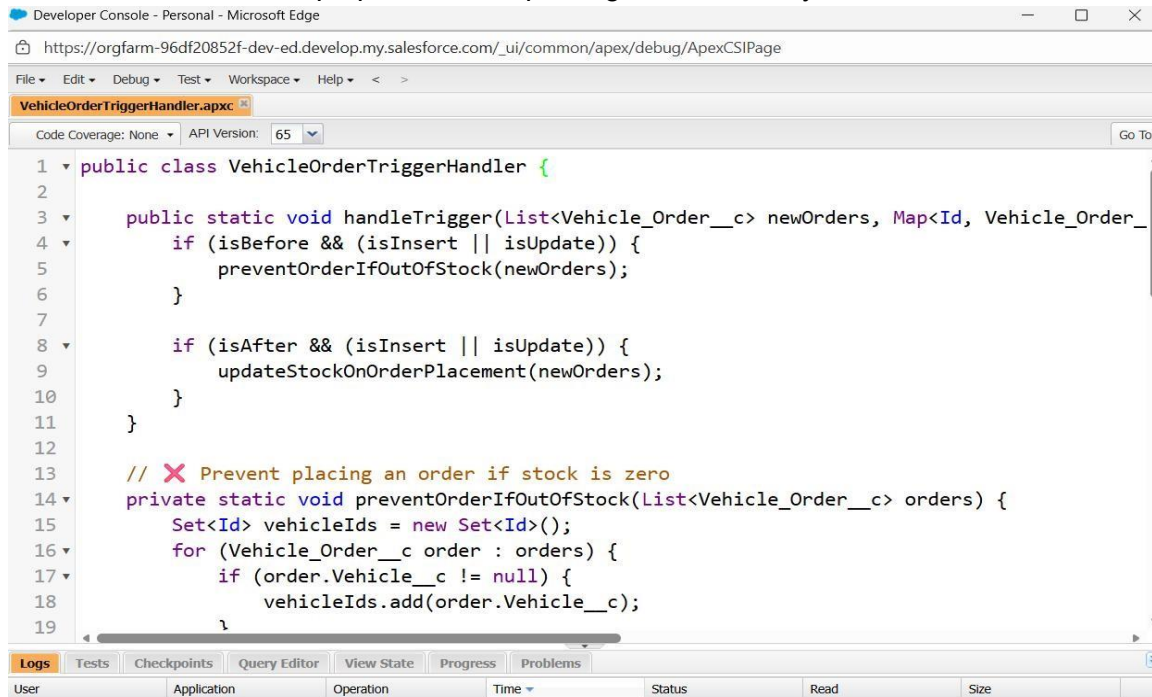 Developer Console - Personal - Microsoft Edge
https://orgfarm-96df20852f-dev-ed.develop.my.salesforce.com/_ui/common/apex/debug/ApexCSIPage
File Edit Debug Test Workspace Help < >
VehicleOrderTriggerHandler.apxc
Code Coverage: None API Version: 65 Go To
1 public class VehicleOrderTriggerHandler {
2
3 public static void handleTrigger(List<Vehicle_Order__c> newOrders, Map<Id, Vehicle_Order_
4 if (isBefore && (isInsert || isUpdate)) {
5 preventOrderIfOutOfStock(newOrders);
6 }
7
8 if (isAfter && (isInsert || isUpdate)) {
9 updateStockOnOrderPlacement(newOrders);
10 }
11 }
12
13 // ❌ Prevent placing an order if stock is zero
14 private static void preventOrderIfOutOfStock(List<Vehicle_Order__c> orders) {
15 Set<Id> vehicleIds = new Set<Id>();
16 for (Vehicle_Order__c order : orders) {
17 if (order.Vehicle__c != null) {
18 vehicleIds.add(order.Vehicle__c);
19 }
Logs Tests Checkpoints Query Editor View State Progress Problems
User Application Operation Time Status Read Size